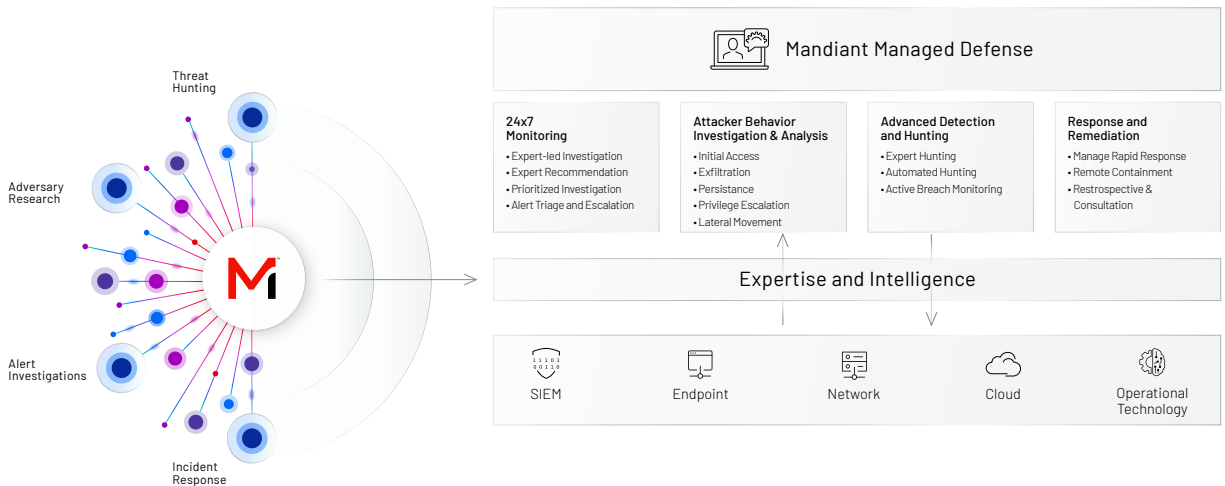 Threat
Hunting
Adversary
Research
Alert
Investigations
Incident
Response
M
Mandiant Managed Defense
24x7
Monitoring
• Expert-led Investigation
• Expert Recommendation
• Prioritized Investigation
• Alert Triage and Escalation
Attacker Behavior
Investigation & Analysis
• Initial Access
• Exfiltration
• Persistance
• Privilege Escalation
• Lateral Movement
Advanced Detection
and Hunting
• Expert Hunting
• Automated Hunting
• Active Breach Monitoring
Response and
Remediation
• Manage Rapid Response
• Remote Containment
• Restrospective &
Consultation
Expertise and Intelligence
11101
00110
SIEM
Endpoint
Network
Cloud
Operational
Technology